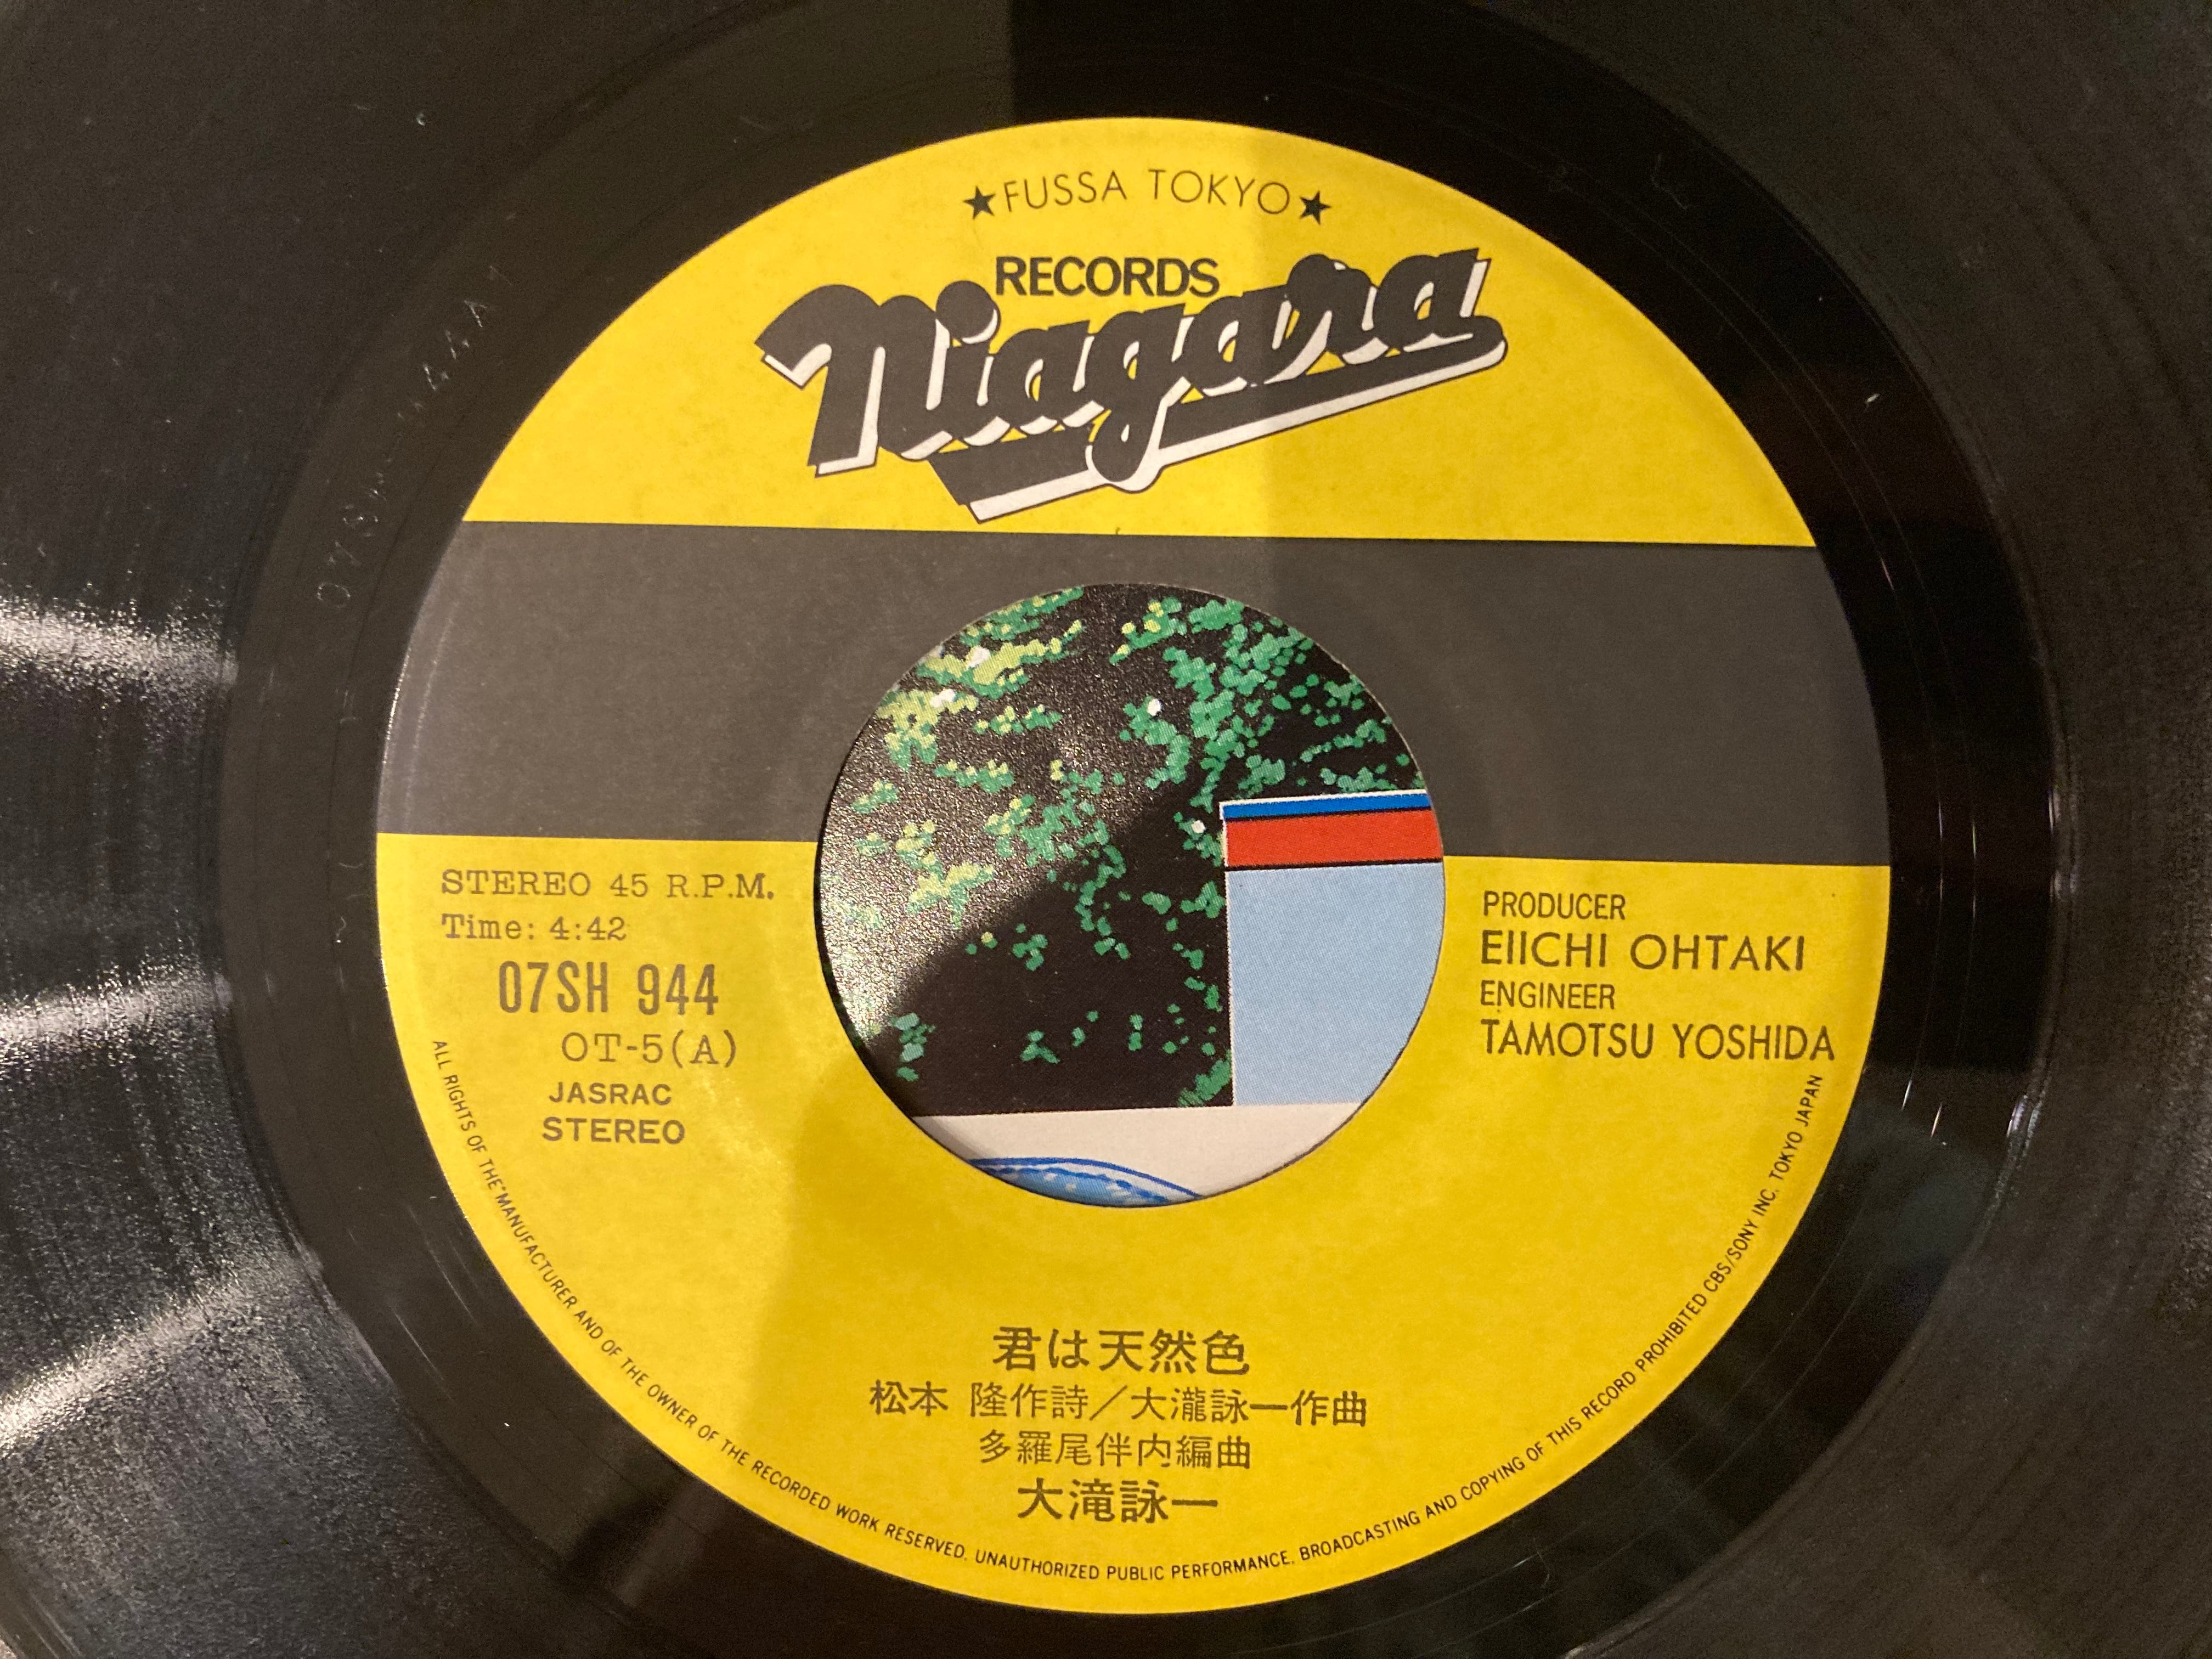 ★FUSSA TOKYO★
RECORDS
Niagara
STEREO 45 R.P.M.
Time: 4:42
07SH 944
OT-5(A)
JASRAC
STEREO
PRODUCER
EIICHI OHTAKI
ENGINEER
TAMOTSU YOSHIDA
君は天然色
松本 隆作詩／大瀧詠一作曲
多羅尾伴内編曲
大滝詠一
ALL RIGHTS OF THE MANUFACTURER AND OF THE OWNER OF THE RECORDED WORK RESERVED. UNAUTHORIZED PUBLIC PERFORMANCE, BROADCASTING AND COPYING OF THIS RECORD PROHIBITED CBS/SONY INC. TOKYO JAPAN